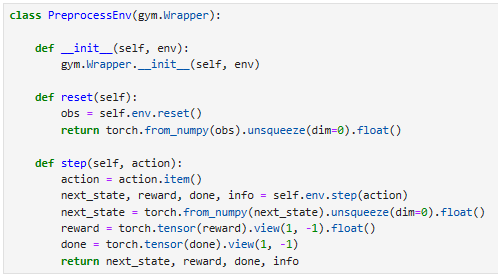 class PreprocessEnv(gym.Wrapper):

    def __init__(self, env):
        gym.Wrapper.__init__(self, env)

    def reset(self):
        obs = self.env.reset()
        return torch.from_numpy(obs).unsqueeze(dim=0).float()

    def step(self, action):
        action = action.item()
        next_state, reward, done, info = self.env.step(action)
        next_state = torch.from_numpy(next_state).unsqueeze(dim=0).float()
        reward = torch.tensor(reward).view(1, -1).float()
        done = torch.tensor(done).view(1, -1)
        return next_state, reward, done, info